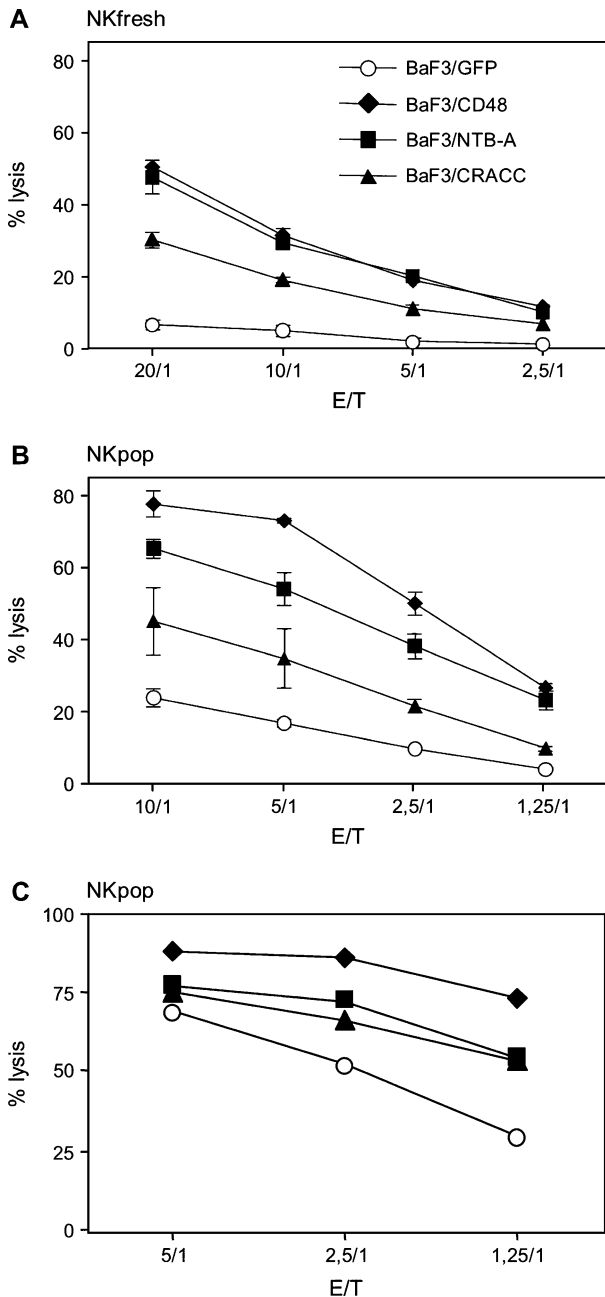 A NKfresh
80
60
40
20
0
% lysis
BaF3/GFP
BaF3/CD48
BaF3/NTB-A
BaF3/CRACC
20/1 10/1 5/1 2,5/1
E/T
B NKpop
80
60
40
20
0
% lysis
10/1 5/1 2,5/1 1,25/1
E/T
C NKpop
100
75
50
25
0
% lysis
5/1 2,5/1 1,25/1
E/T